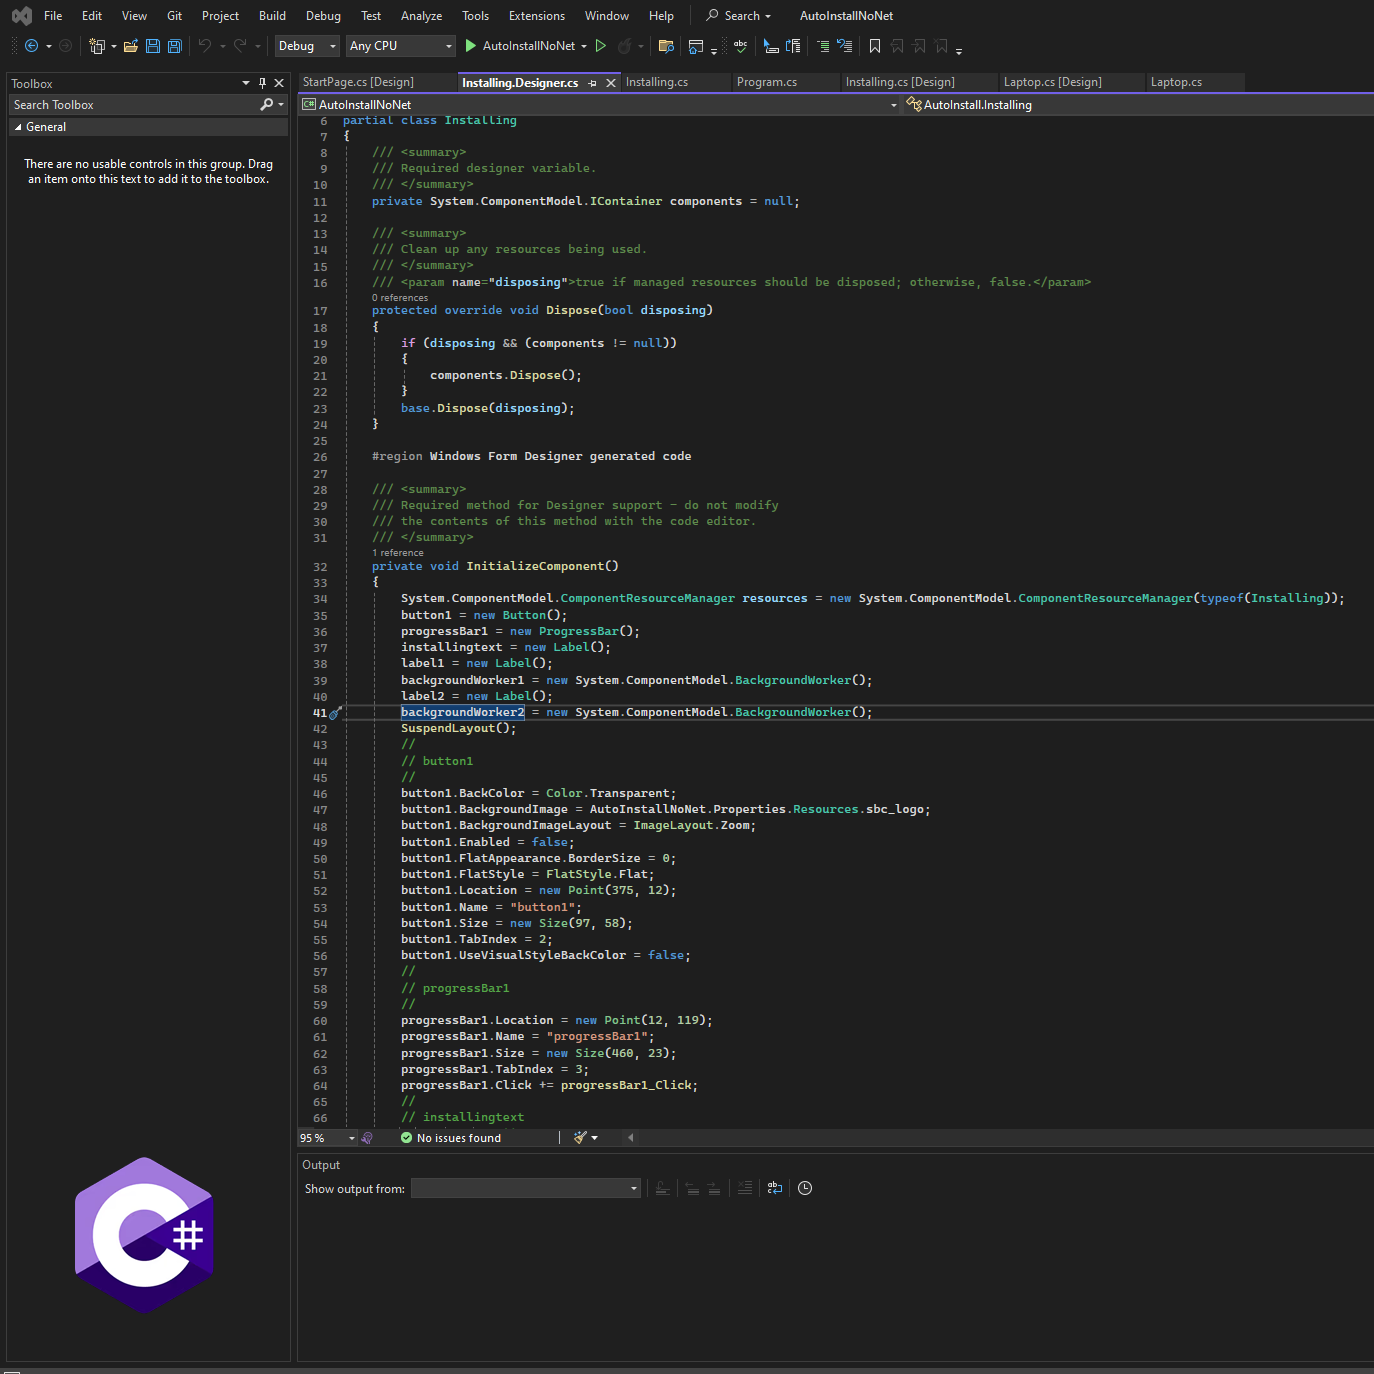 File Edit View Git Project Build Debug Test Analyze Tools Extensions Window Help Search AutoInstallNoNet
Debug Any CPU AutoInstallNoNet
Toolbox
Search Toolbox
General
There are no usable controls in this group. Drag
an item onto this text to add it to the toolbox.
StartPage.cs [Design] Installing.Designer.cs Installing.cs Program.cs Installing.cs [Design] Laptop.cs [Design] Laptop.cs
C# AutoInstallNoNet AutoInstall.Installing
6 partial class Installing
7 {
8 /// <summary>
9 /// Required designer variable.
10 /// </summary>
11 private System.ComponentModel.IContainer components = null;
12
13 /// <summary>
14 /// Clean up any resources being used.
15 /// </summary>
16 /// <param name="disposing">true if managed resources should be disposed; otherwise, false.</param>
0 references
17 protected override void Dispose(bool disposing)
18 {
19 if (disposing && (components != null))
20 {
21 components.Dispose();
22 }
23 base.Dispose(disposing);
24 }
25
26 #region Windows Form Designer generated code
27
28 /// <summary>
29 /// Required method for Designer support - do not modify
30 /// the contents of this method with the code editor.
31 /// </summary>
1 reference
32 private void InitializeComponent()
33 {
34 System.ComponentModel.ComponentResourceManager resources = new System.ComponentModel.ComponentResourceManager(typeof(Installing));
35 button1 = new Button();
36 progressBar1 = new ProgressBar();
37 installingtext = new Label();
38 label1 = new Label();
39 backgroundWorker1 = new System.ComponentModel.BackgroundWorker();
40 label2 = new Label();
41 backgroundWorker2 = new System.ComponentModel.BackgroundWorker();
42 SuspendLayout();
43 //
44 // button1
45 //
46 button1.BackColor = Color.Transparent;
47 button1.BackgroundImage = AutoInstallNoNet.Properties.Resources.sbc_logo;
48 button1.BackgroundImageLayout = ImageLayout.Zoom;
49 button1.Enabled = false;
50 button1.FlatAppearance.BorderSize = 0;
51 button1.FlatStyle = FlatStyle.Flat;
52 button1.Location = new Point(375, 12);
53 button1.Name = "button1";
54 button1.Size = new Size(97, 58);
55 button1.TabIndex = 2;
56 button1.UseVisualStyleBackColor = false;
57 //
58 // progressBar1
59 //
60 progressBar1.Location = new Point(12, 119);
61 progressBar1.Name = "progressBar1";
62 progressBar1.Size = new Size(460, 23);
63 progressBar1.TabIndex = 3;
64 progressBar1.Click += progressBar1_Click;
65 //
66 // installingtext
95 % No issues found
Output
Show output from:
C#